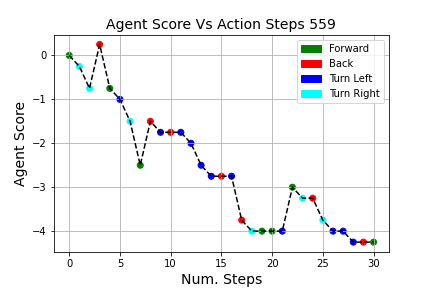 Agent Score Vs Action Steps 559
Agent Score
0
−1
−2
−3
−4
Forward
Back
Turn Left
Turn Right
0 5 10 15 20 25 30
Num. Steps